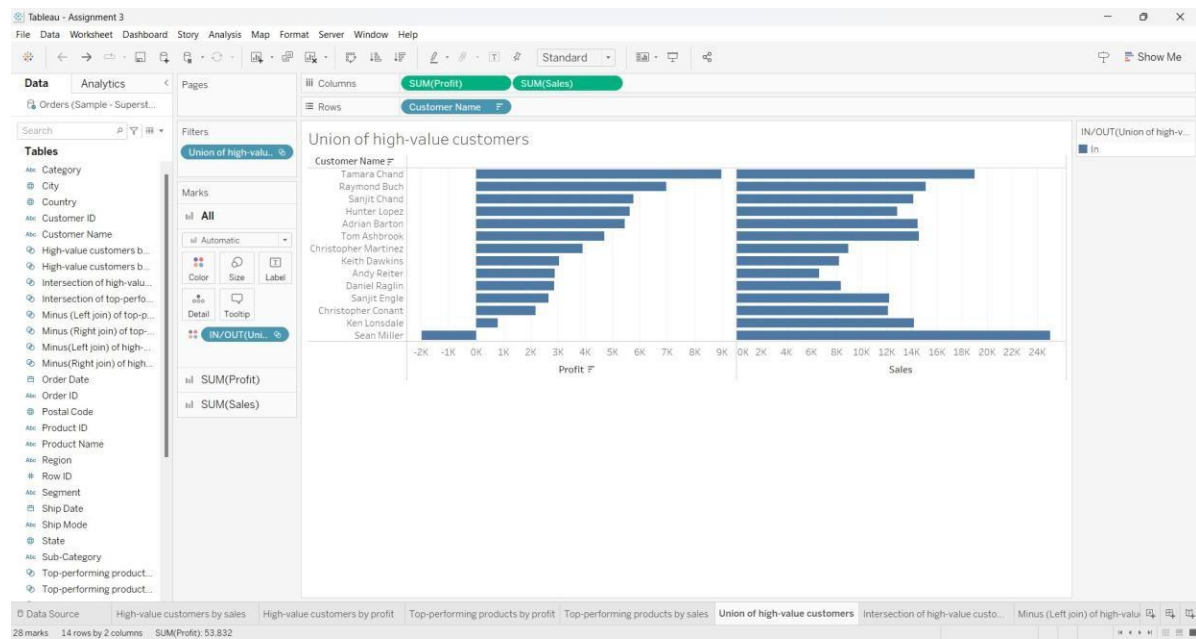 Tableau - Assignment 3
File Data Worksheet Dashboard Story Analysis Map Format Server Window Help
Standard
Show Me
Data Analytics
Orders (Sample - Superst...
Search
Tables
Abc Category
City
Country
Abc Customer ID
Abc Customer Name
High-value customers b...
High-value customers b...
Intersection of high-valu...
Intersection of top-perfo...
Minus (Left join) of top-p...
Minus (Right join) of top-...
Minus(Left join) of high-...
Minus(Right join) of high...
Order Date
Abc Order ID
Postal Code
Abc Product ID
Abc Product Name
Abc Region
# Row ID
Abc Segment
Ship Date
Abc Ship Mode
State
Abc Sub-Category
Top-performing product...
Top-performing product...
Pages
Filters
Union of high-valu..
Marks
All
Automatic
Color Size Label
Detail Tooltip
IN/OUT(Uni..
SUM(Profit)
SUM(Sales)
Columns SUM(Profit) SUM(Sales)
Rows Customer Name
Union of high-value customers
Customer Name
Tamara Chand
Raymond Buch
Sanjit Chand
Hunter Lopez
Adrian Barton
Tom Ashbrook
Christopher Martinez
Keith Dawkins
Andy Reiter
Daniel Raglin
Sanjit Engle
Christopher Conant
Ken Lonsdale
Sean Miller
-2K -1K 0K 1K 2K 3K 4K 5K 6K 7K 8K 9K 0K 2K 4K 6K 8K 10K 12K 14K 16K 18K 20K 22K 24K
Profit Sales
IN/OUT(Union of high-v...
In
Data Source High-value customers by sales High-value customers by profit Top-performing products by profit Top-performing products by sales Union of high-value customers Intersection of high-value custo... Minus (Left join) of high-valu
28 marks 14 rows by 2 columns SUM(Profit): 53.832